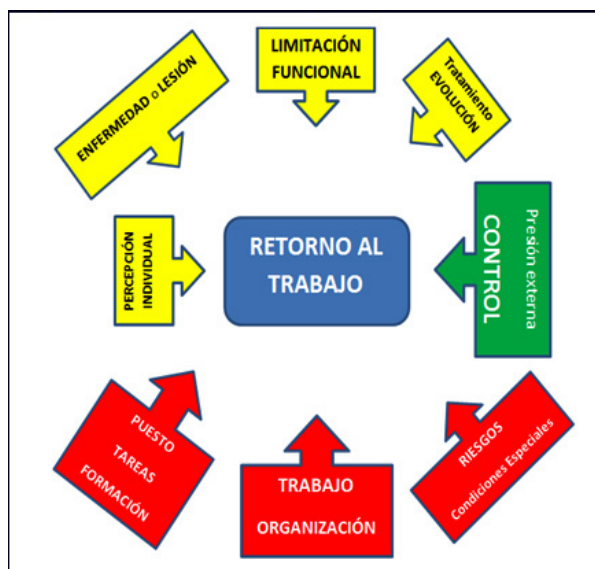 LIMITACIÓN
FUNCIONAL
ENFERMEDAD o LESIÓN
Tratamiento
EVOLUCIÓN
PERCEPCIÓN
INDIVIDUAL
RETORNO AL
TRABAJO
Presión externa
CONTROL
PUESTO
TAREAS
FORMACIÓN
TRABAJO
ORGANIZACIÓN
RIESGOS
Condiciones Especiales